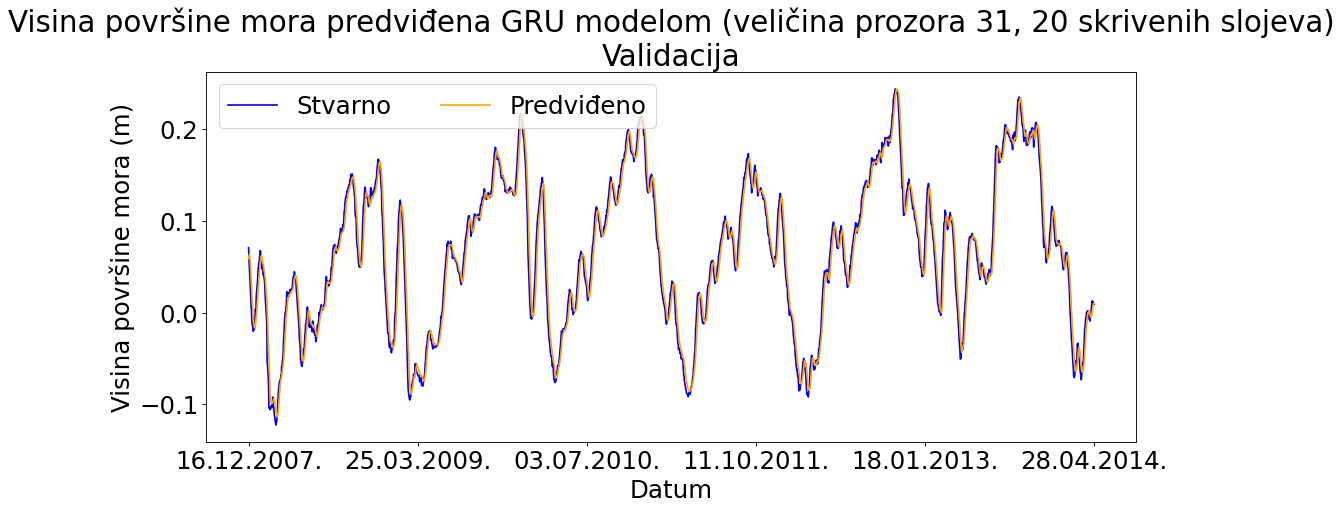 Visina površine mora predviđena GRU modelom (veličina prozora 31, 20 skrivenih slojeva)
Validacija
Stvarno
Predviđeno
Visina površine mora (m)
0.2
0.1
0.0
−0.1
16.12.2007.
25.03.2009.
03.07.2010.
11.10.2011.
18.01.2013.
28.04.2014.
Datum